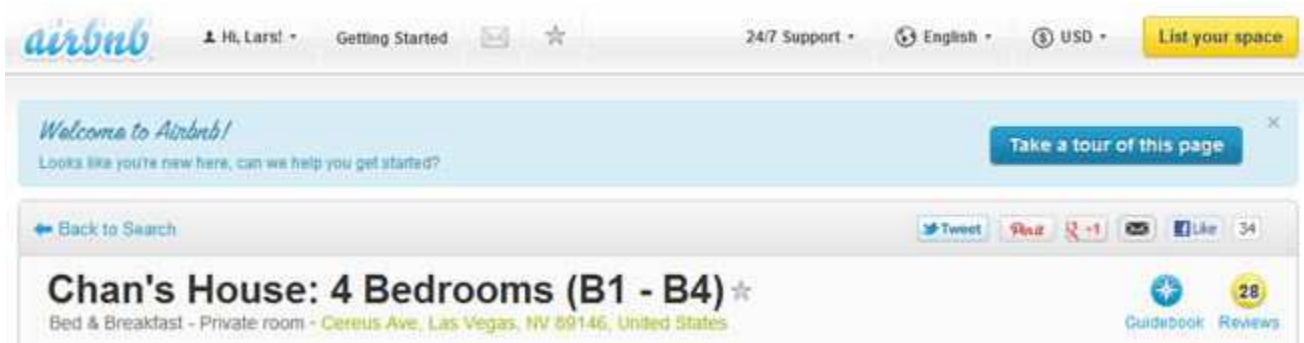 airbnb Hi, Lars! Getting Started 24/7 Support English $ USD List your space
Welcome to Airbnb!
Looks like you're new here, can we help you get started?
Take a tour of this page
Back to Search Tweet Pin it +1 Like 34
Chan's House: 4 Bedrooms (B1 - B4)
Bed & Breakfast - Private room - Cereus Ave, Las Vegas, NV 89146, United States
28
Guidebook Reviews